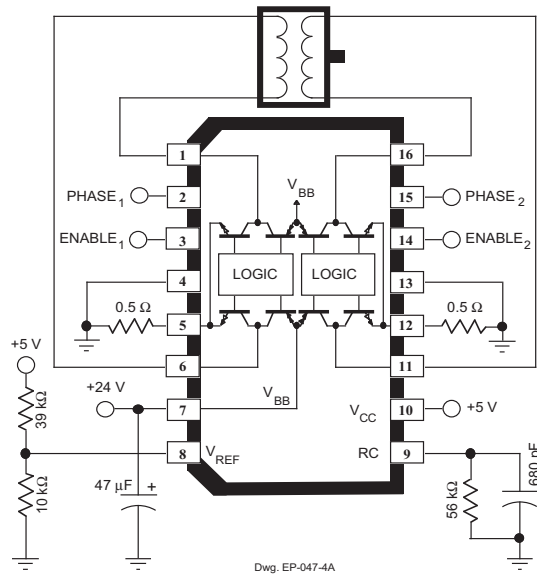 1
16
PHASE1
2
VBB
15
PHASE2
ENABLE1
3
14
ENABLE2
LOGIC
LOGIC
4
13
0.5 Ω
5
12
0.5 Ω
+5 V
6
11
39 kΩ
+24 V
7
VBB
VCC
10
+5 V
8
VREF
RC
9
10 kΩ
47 µF
+
56 kΩ
680 pF
Dwg. EP-047-4A